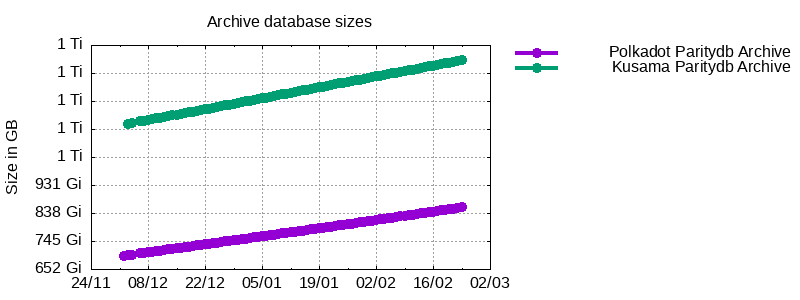 Archive database sizes
Polkadot Paritydb Archive
Kusama Paritydb Archive
Size in GB
1 Ti
1 Ti
1 Ti
1 Ti
1 Ti
931 Gi
838 Gi
745 Gi
652 Gi
24/11 08/12 22/12 05/01 19/01 02/02 16/02 02/03